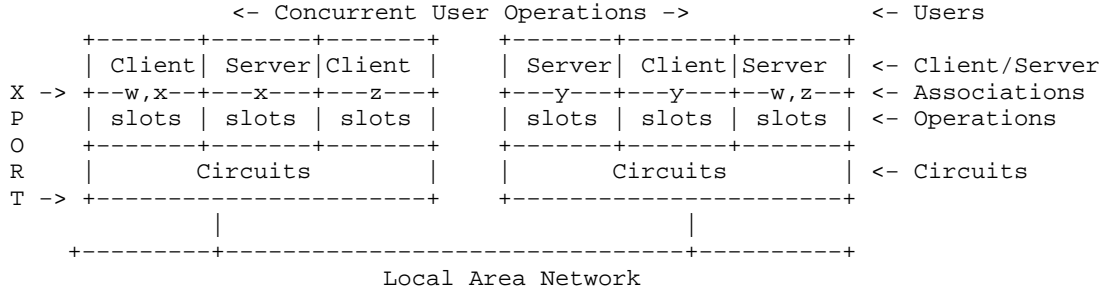 <- Concurrent User Operations -> <- Users
+-------+-------+-------+ +-------+-------+-------+
| Client| Server|Client | | Server| Client|Server | <- Client/Server
X -> +--w,x--+---x---+---z---+ +---y---+---y---+--w,z--+ <- Associations
P | slots | slots | slots | | slots | slots | slots | <- Operations
O +-------+-------+-------+ +-------+-------+-------+
R | Circuits | | Circuits | <- Circuits
T -> +-----------------------+ +-----------------------+
| |
+---------+--------------------------------+----------+
Local Area Network